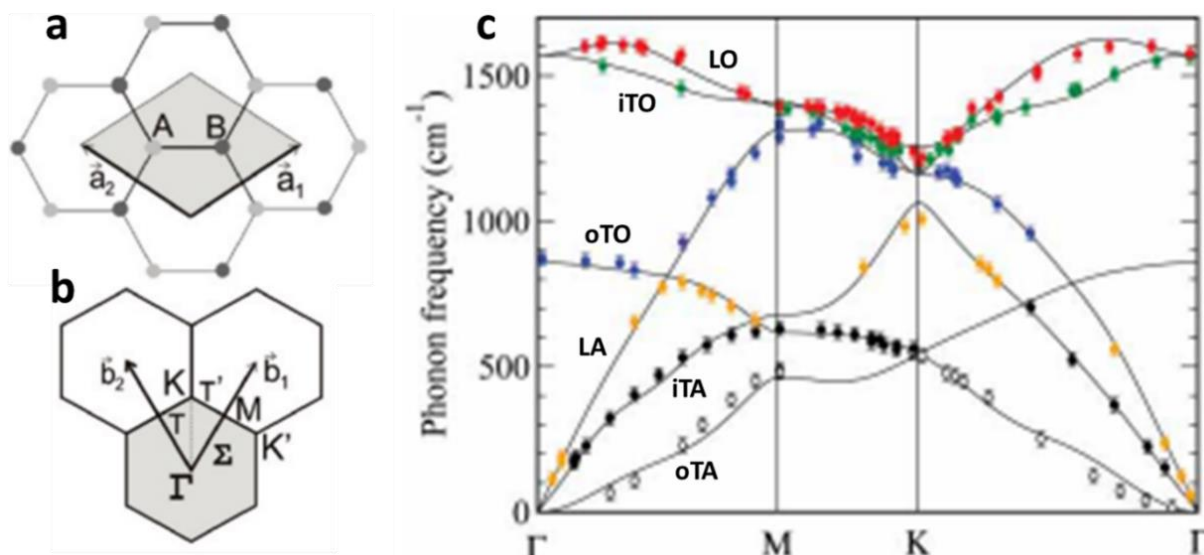 a
A
B
a⃗₂
a⃗₁
b
b⃗₂
b⃗₁
K
T'
T
M
Σ
K'
Γ
c
Phonon frequency (cm⁻¹)
1500
1000
500
0
LO
iTO
oTO
LA
iTA
oTA
Γ
M
K
Γ